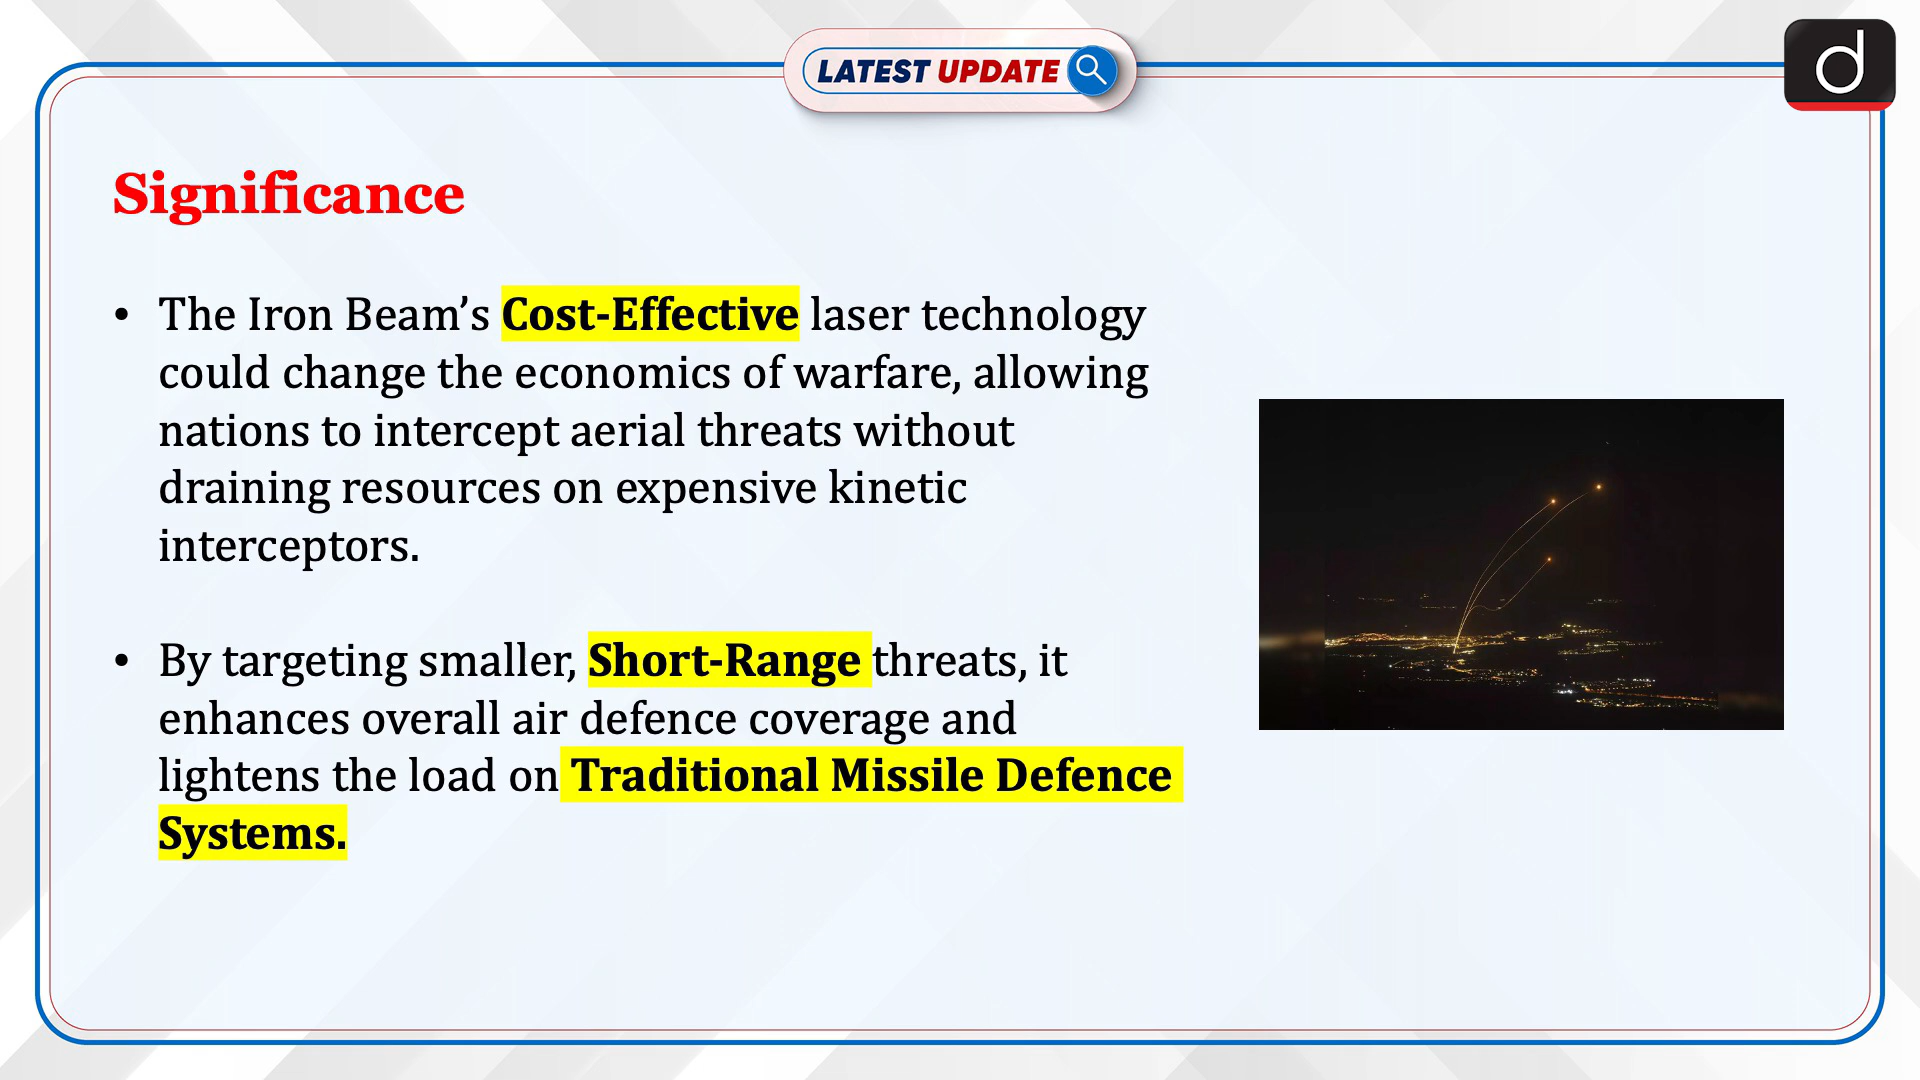 LATEST UPDATE
d
Significance
• The Iron Beam’s Cost-Effective laser technology
could change the economics of warfare, allowing
nations to intercept aerial threats without
draining resources on expensive kinetic
interceptors.
• By targeting smaller, Short-Range threats, it
enhances overall air defence coverage and
lightens the load on Traditional Missile Defence
Systems.